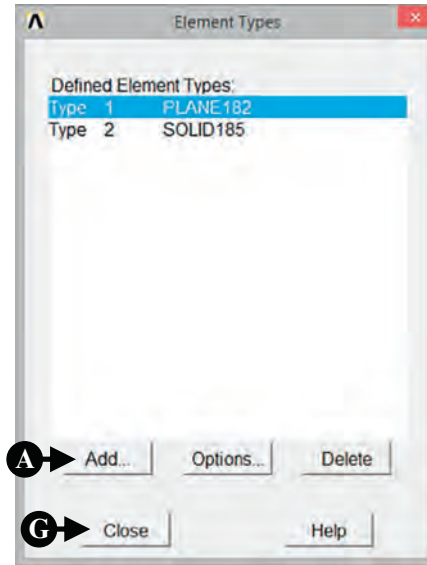 Element Types
Defined Element Types:
Type 1 PLANE182
Type 2 SOLID185
A Add... Options... Delete
G Close Help